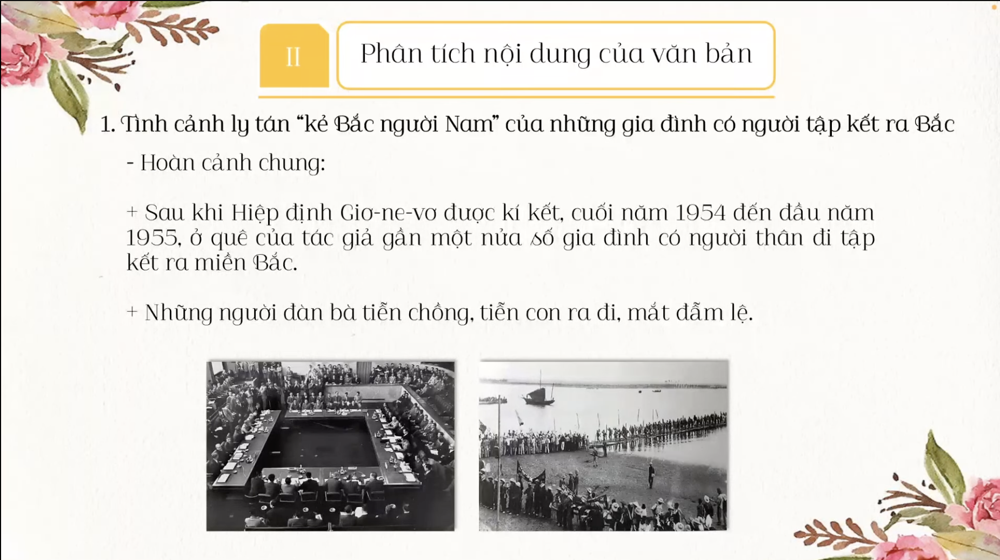 II
Phân tích nội dung của văn bản
1. Tình cảnh ly tán “kẻ Bắc người Nam” của những gia đình có người tập kết ra Bắc
- Hoàn cảnh chung:
+ Sau khi Hiệp định Giơ-ne-vơ được kí kết, cuối năm 1954 đến đầu năm
1955, ở quê của tác giả gần một nửa số gia đình có người thân đi tập
kết ra miền Bắc.
+ Những người đàn bà tiễn chồng, tiễn con ra đi, mắt đẫm lệ.